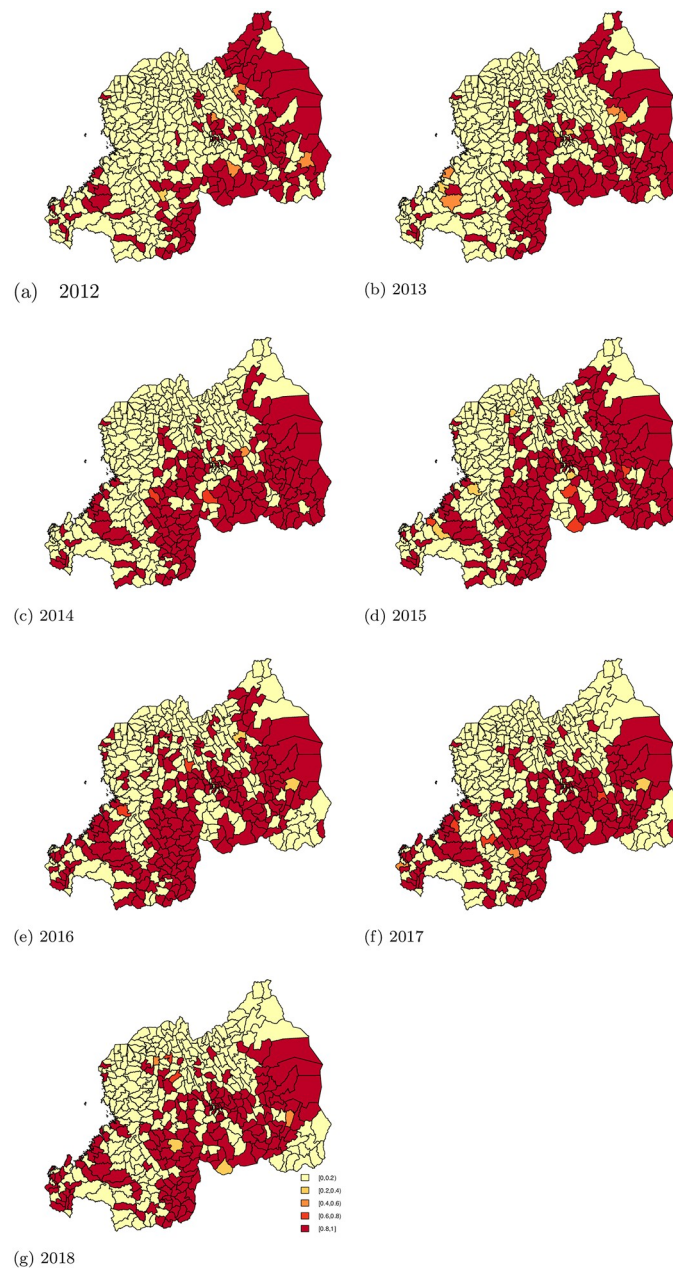 (a) 2012
(b) 2013
(c) 2014
(d) 2015
(e) 2016
(f) 2017
[0,0.2)
[0.2,0.4)
[0.4,0.6)
[0.6,0.8)
[0.8,1]
(g) 2018